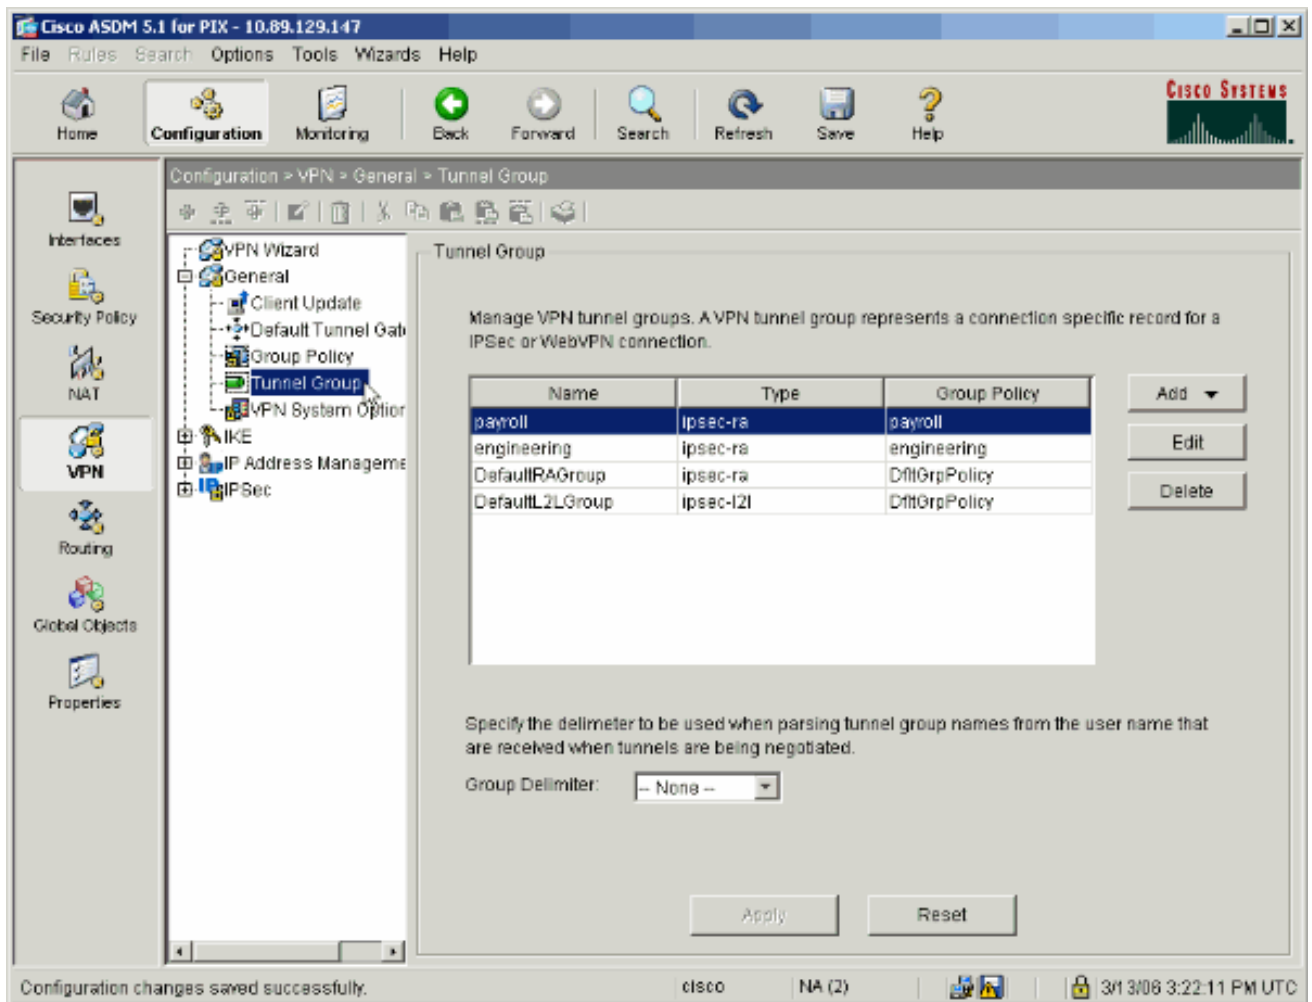 Cisco ASDM 5.1 for PIX - 10.89.129.147
File Rules Search Options Tools Wizards Help
Home Configuration Monitoring Back Forward Search Refresh Save Help
CISCO SYSTEMS
Configuration > VPN > General > Tunnel Group
Interfaces
Security Policy
NAT
VPN
Routing
Global Objects
Properties
VPN Wizard
General
Client Update
Default Tunnel Gate
Group Policy
Tunnel Group
VPN System Option
IKE
IP Address Manageme
IPSec
Tunnel Group
Manage VPN tunnel groups. A VPN tunnel group represents a connection specific record for a
IPSec or WebVPN connection.
Name Type Group Policy
payroll ipsec-ra payroll
engineering ipsec-ra engineering
DefaultRAGroup ipsec-ra DfltGrpPolicy
DefaultL2LGroup ipsec-l2l DfltGrpPolicy
Add
Edit
Delete
Specify the delimeter to be used when parsing tunnel group names from the user name that
are received when tunnels are being negotiated.
Group Delimiter: -- None --
Apply Reset
Configuration changes saved successfully. cisco NA (2) 3/13/06 3:22:11 PM UTC